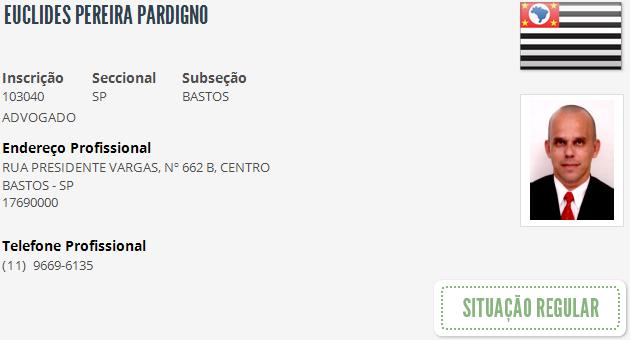 EUCLIDES PEREIRA PARDIGNO
Inscrição Seccional Subseção
103040 SP BASTOS
ADVOGADO
Endereço Profissional
RUA PRESIDENTE VARGAS, Nº 662 B, CENTRO
BASTOS - SP
17690000
Telefone Profissional
(11) 9669-6135
SITUAÇÃO REGULAR